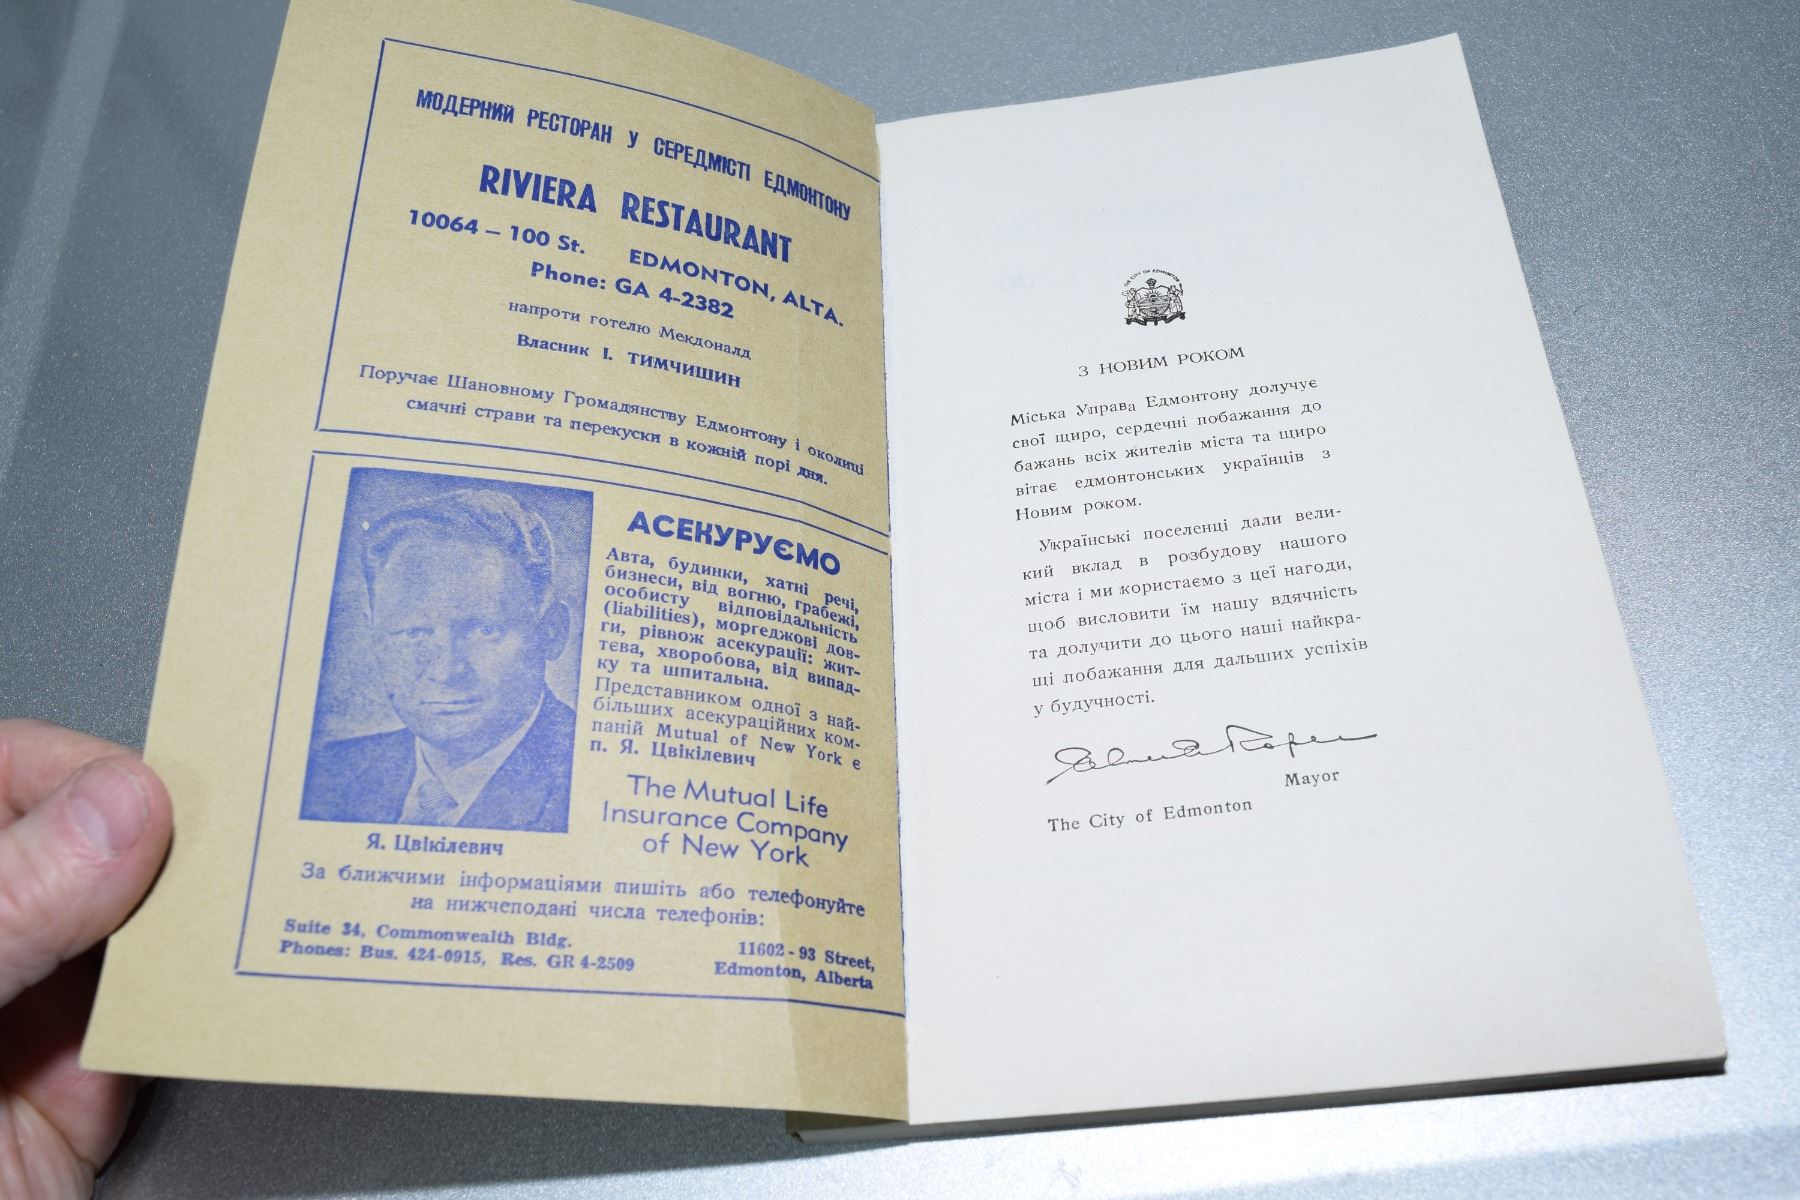 МОДЕРНИЙ РЕСТОРАН У СЕРЕДМІСТІ ЕДМОНТОНУ
RIVIERA RESTAURANT
10064 – 100 St. EDMONTON, ALTA.
Phone: GA 4-2382
напроти готелю Мекдоналд
Власник І. ТИМЧИШИН
Поручає Шановному Громадянству Едмонтону і околиці
смачні страви та перекуски в кожній порі дня.
АСЕКУРУЄМО
Авта, будинки, хатні речі,
бизнеси, від вогню, грабежі,
особисту відповідальність
(liabilities), моргеджові дов-
ги, рівнож асекурації: жит-
тєва, хворобова, від випад-
ку та шпитальна.
Представником одної з най-
більших асекураційних ком-
паній Mutual of New York є
п. Я. Цвікілевич
The Mutual Life
Insurance Company
of New York
Я. Цвікілевич
За ближчими інформаціями пишіть або телефонуйте
на нижчеподані числа телефонів:
Suite 34, Commonwealth Bldg.
Phones: Bus. 424-0915, Res. GR 4-2509
11602 - 93 Street,
Edmonton, Alberta
THE CITY OF EDMONTON
З НОВИМ РОКОМ
Міська Управа Едмонтону долучує
свої щиро, сердечні побажання до
бажань всіх жителів міста та щиро
вітає едмонтонських українців з
Новим роком.
Українські поселенці дали вели-
кий вклад в розбудову нашого
міста і ми користаємо з цеї нагоди,
щоб висловити їм нашу вдячність
та долучити до цього наші найкра-
щі побажання для дальших успіхів
у будучності.
Mayor
The City of Edmonton